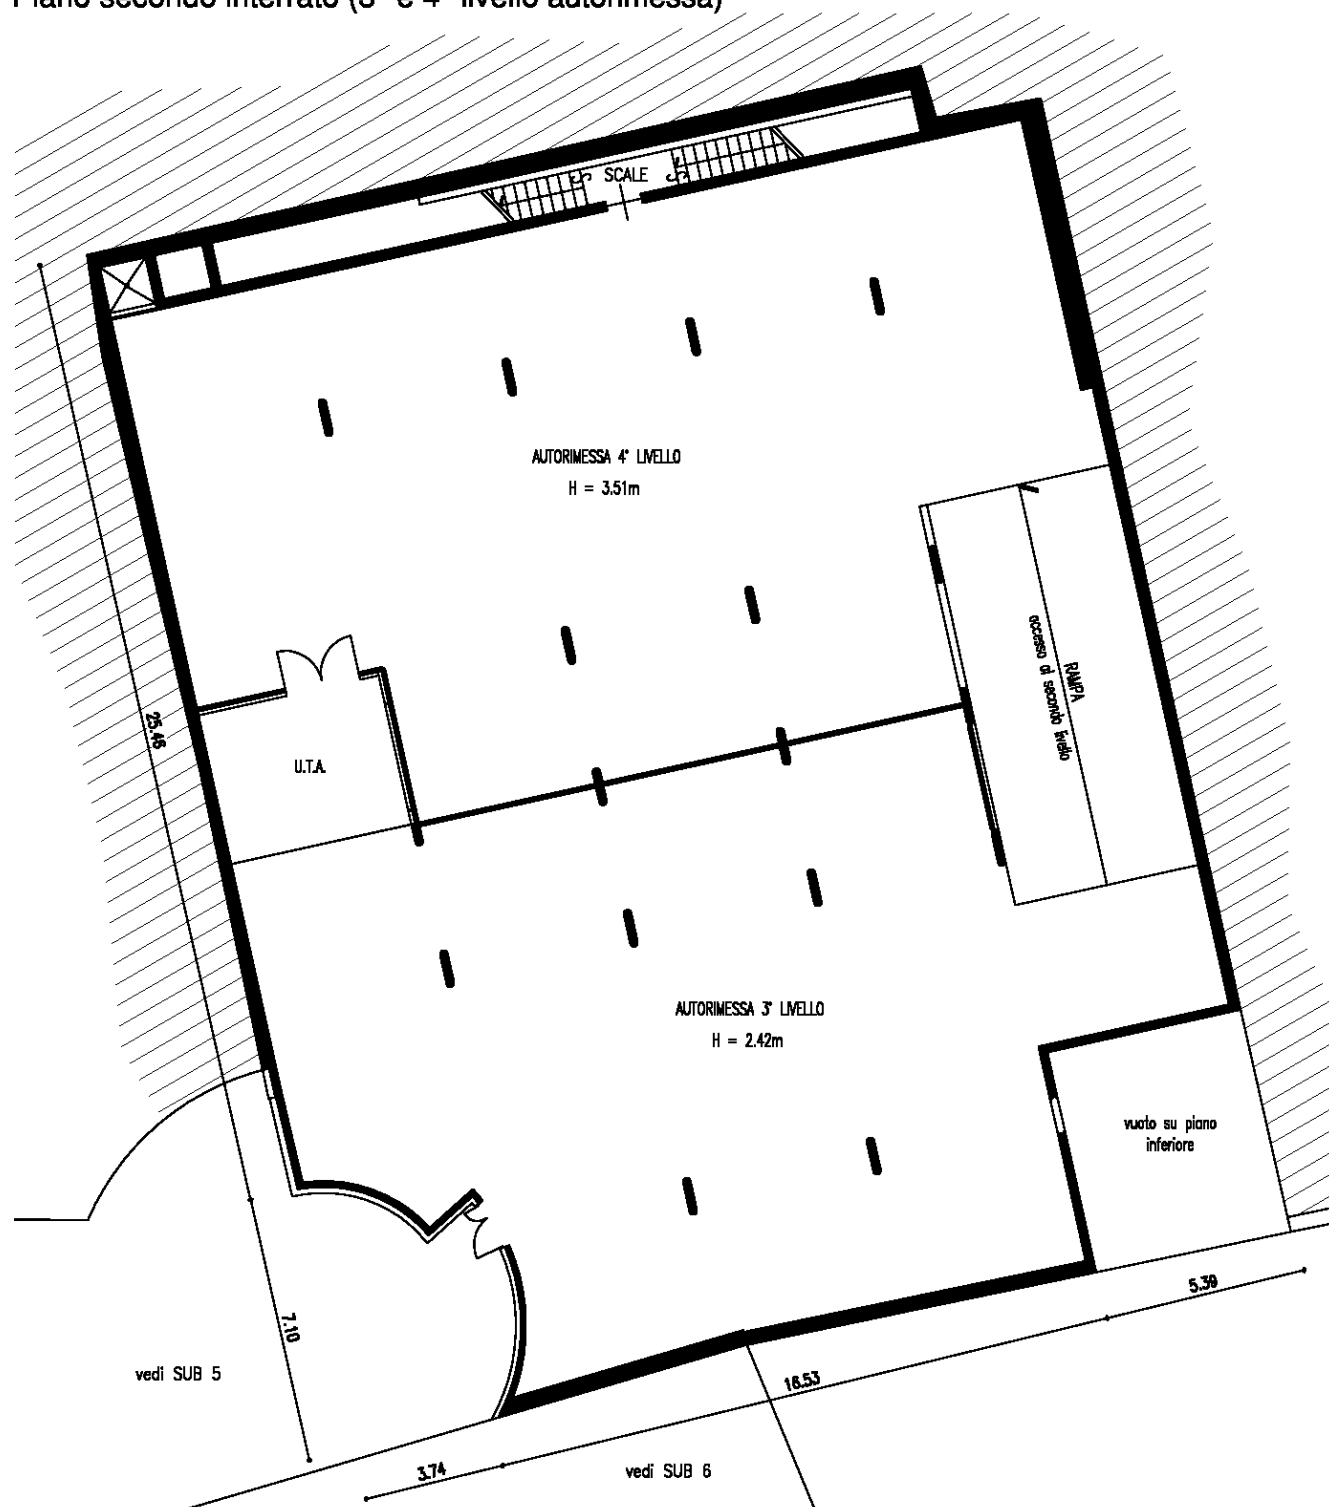 Piano secondo interrato (3° e 4° livello autorimessa)
SCALE
AUTORIMESSA 4° LIVELLO
H = 3.51m
RAMPA
accesso al secondo livello
25.46
U.T.A.
AUTORIMESSA 3° LIVELLO
H = 2.42m
vuoto su piano
inferiore
5.39
7.10
vedi SUB 5
16.53
3.74
vedi SUB 6